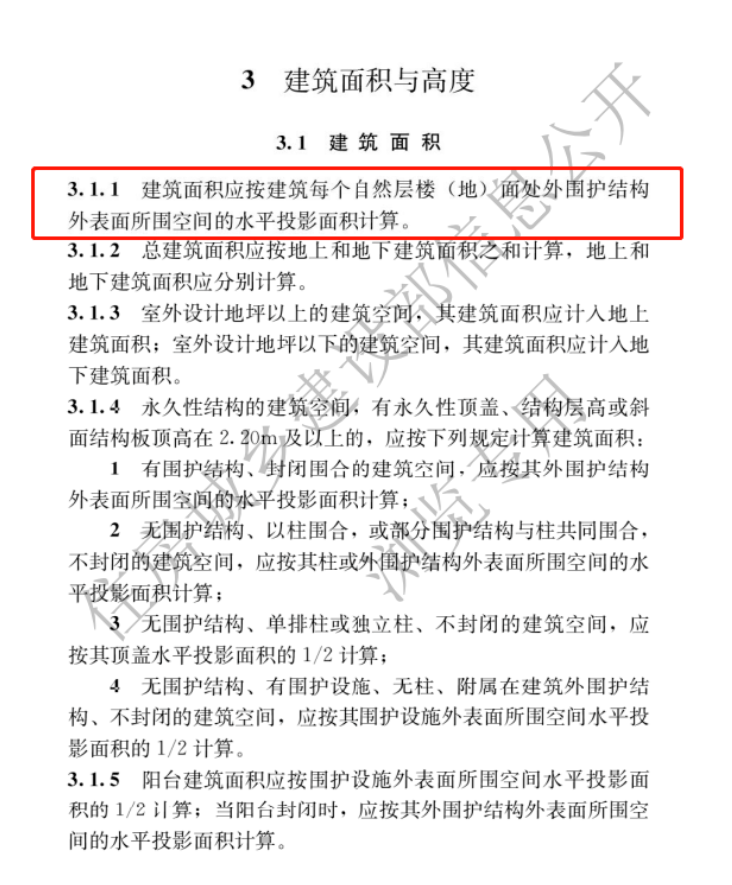 3 建筑面积与高度
3.1 建筑面积
3.1.1 建筑面积应按建筑每个自然层楼（地）面处外围护结构
外表面所围空间的水平投影面积计算。
3.1.2 总建筑面积应按地上和地下建筑面积之和计算，地上和
地下建筑面积应分别计算。
3.1.3 室外设计地坪以上的建筑空间，其建筑面积应计入地上
建筑面积；室外设计地坪以下的建筑空间，其建筑面积应计入地
下建筑面积。
3.1.4 永久性结构的建筑空间，有永久性顶盖、结构层高或斜
面结构板顶高在 2.20m 及以上的，应按下列规定计算建筑面积：
1 有围护结构、封闭围合的建筑空间，应按其外围护结构
外表面所围空间的水平投影面积计算；
2 无围护结构、以柱围合，或部分围护结构与柱共同围合，
不封闭的建筑空间，应按其柱或外围护结构外表面所围空间的水
平投影面积计算；
3 无围护结构、单排柱或独立柱、不封闭的建筑空间，应
按其顶盖水平投影面积的 1/2 计算；
4 无围护结构、有围护设施、无柱、附属在建筑外围护结
构、不封闭的建筑空间，应按其围护设施外表面所围空间水平投
影面积的 1/2 计算。
3.1.5 阳台建筑面积应按围护设施外表面所围空间水平投影面
积的 1/2 计算；当阳台封闭时，应按其外围护结构外表面所围空
间的水平投影面积计算。
住房城乡建设部信息公开
浏览专用